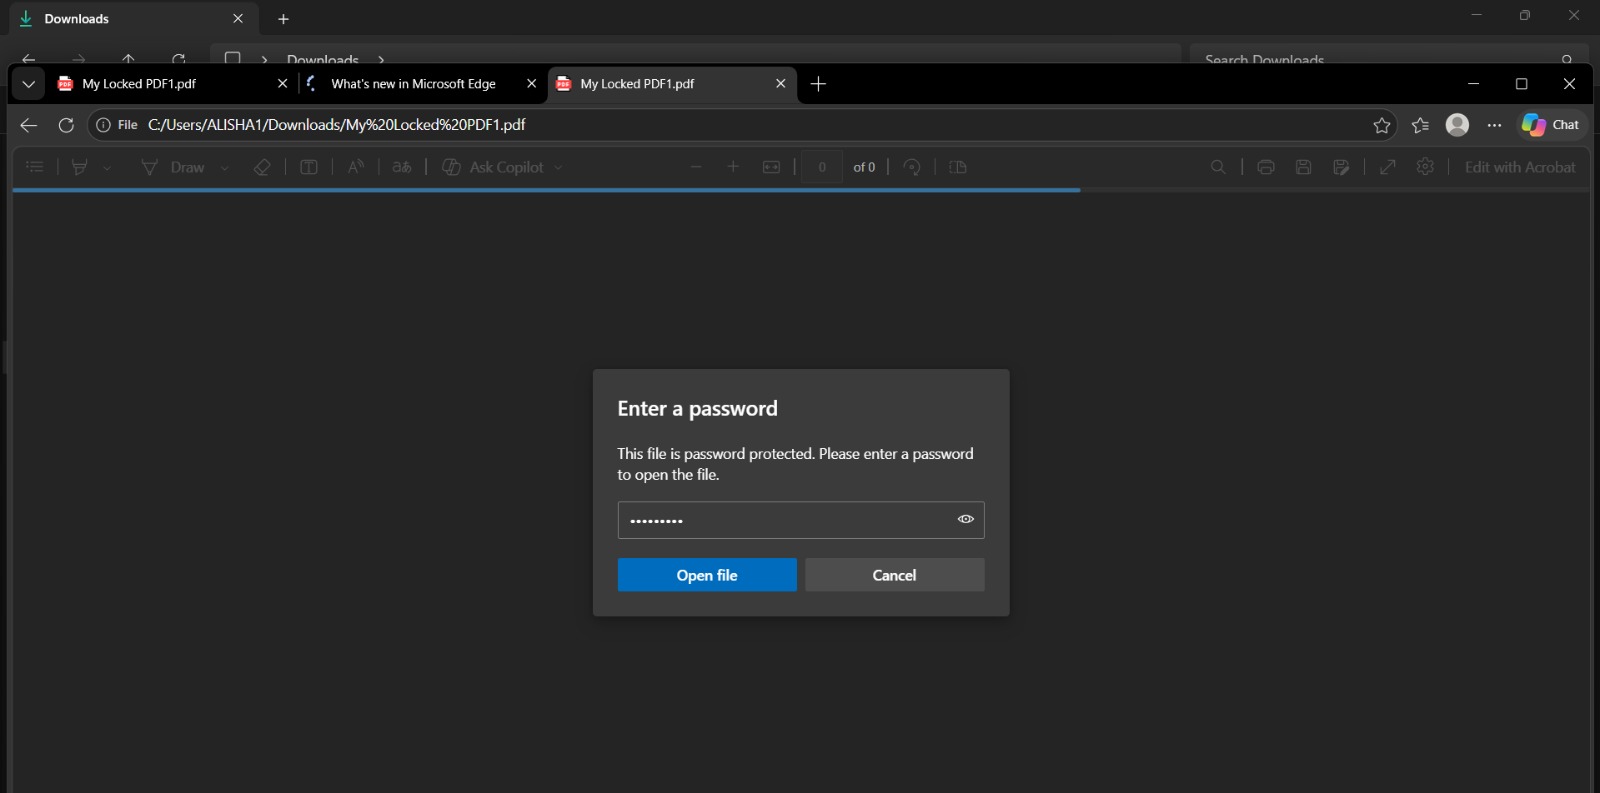 Downloads
Downloads
Search Downloads
My Locked PDF1.pdf
What's new in Microsoft Edge
My Locked PDF1.pdf
File C:/Users/ALISHA1/Downloads/My%20Locked%20PDF1.pdf
Chat
Draw
aあ
Ask Copilot
0 of 0
Edit with Acrobat
Enter a password
This file is password protected. Please enter a password
to open the file.
•••••••••
Open file
Cancel